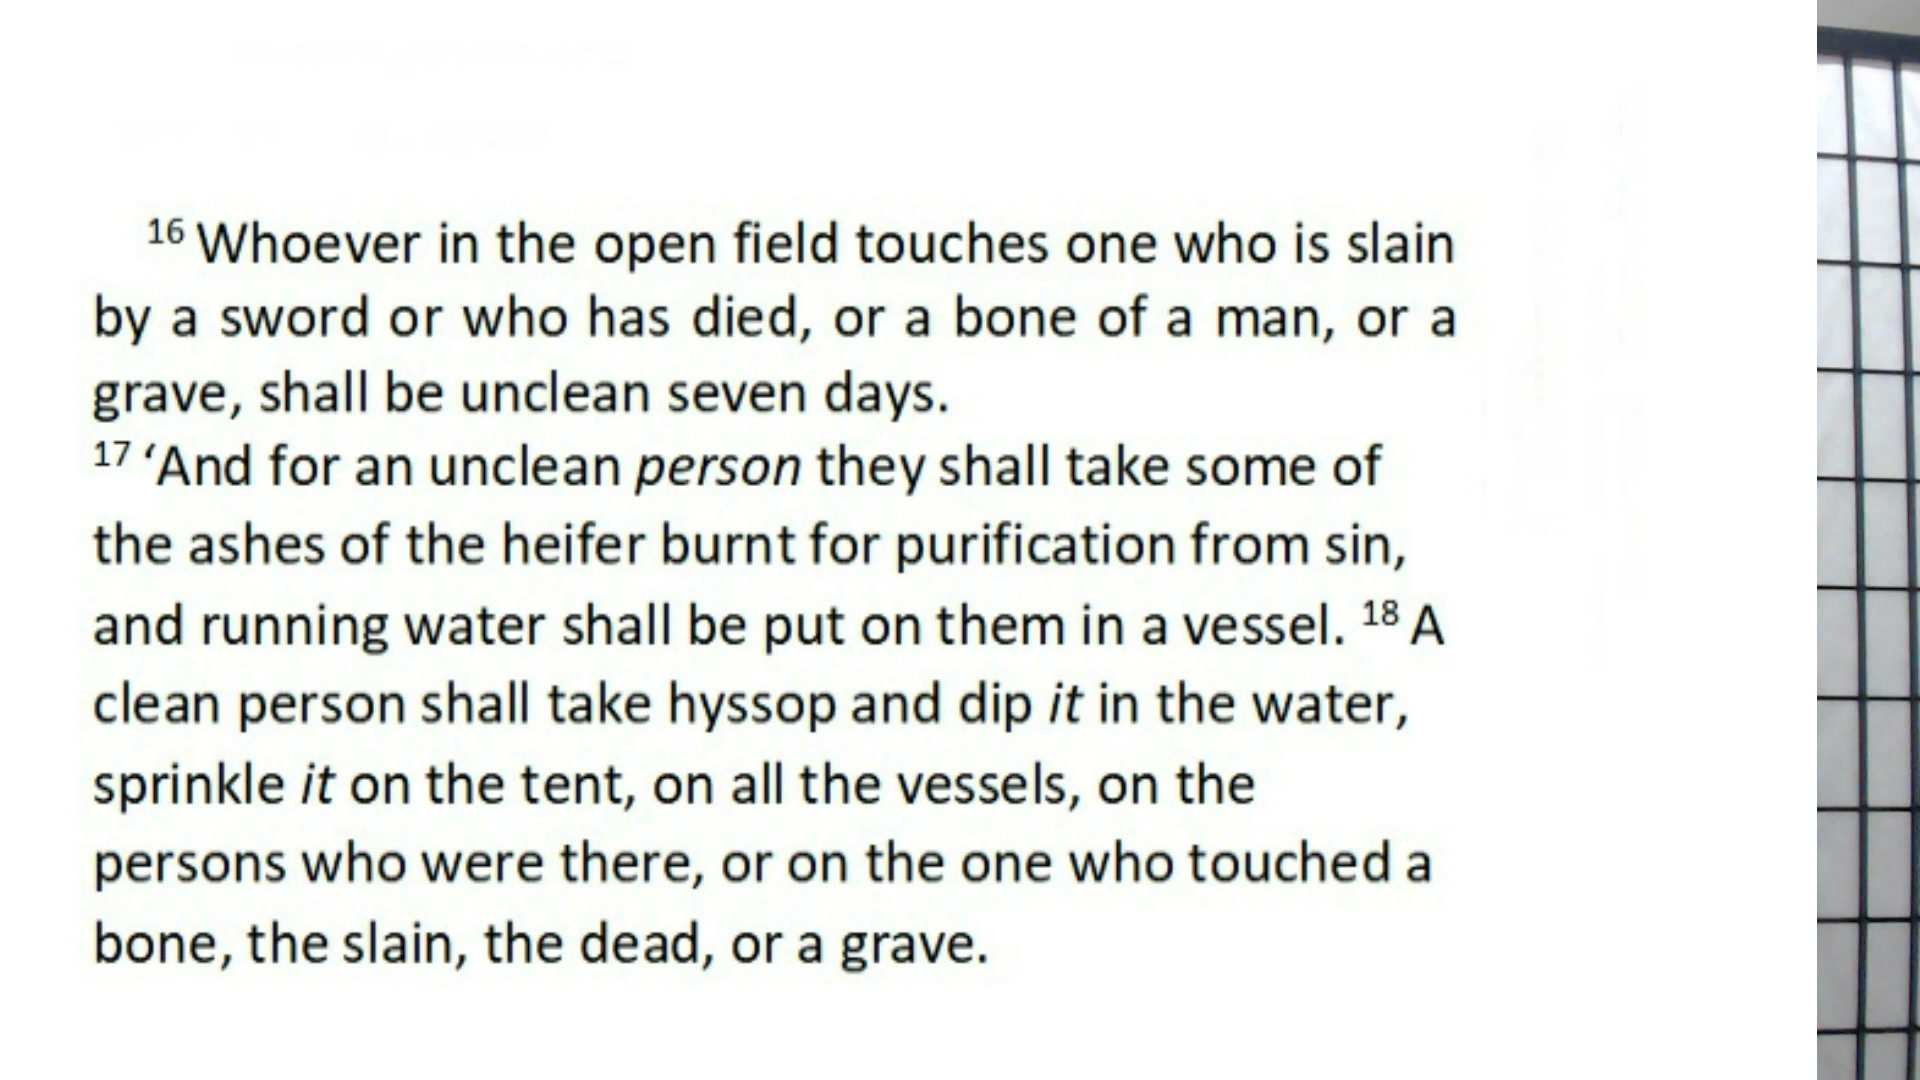 16 Whoever in the open field touches one who is slain
by a sword or who has died, or a bone of a man, or a
grave, shall be unclean seven days.
17 ‘And for an unclean person they shall take some of
the ashes of the heifer burnt for purification from sin,
and running water shall be put on them in a vessel. 18 A
clean person shall take hyssop and dip it in the water,
sprinkle it on the tent, on all the vessels, on the
persons who were there, or on the one who touched a
bone, the slain, the dead, or a grave.